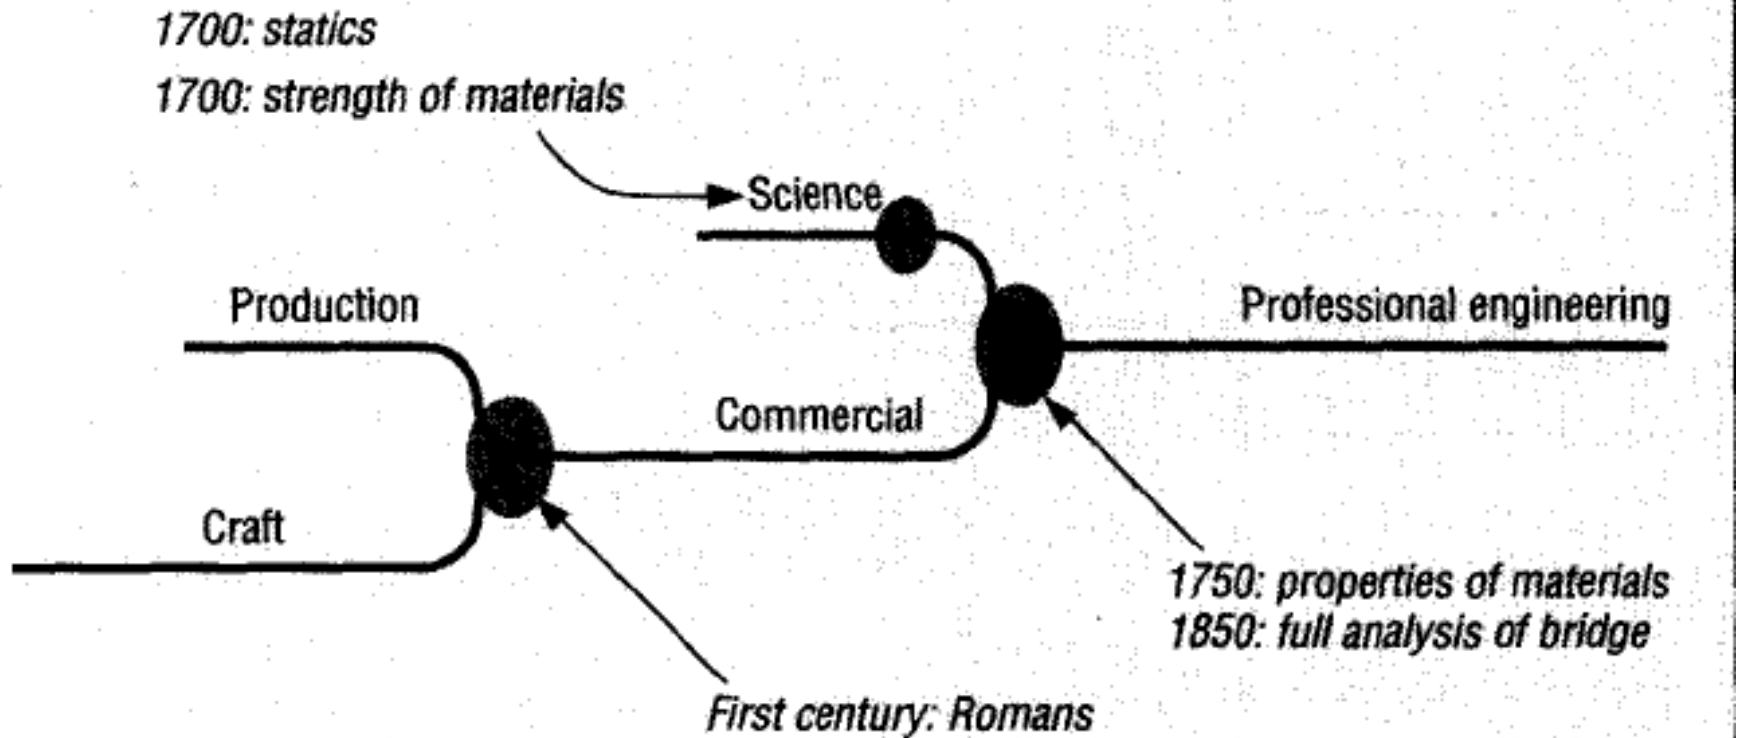 1700: statics
1700: strength of materials
Science
Production
Professional engineering
Commercial
Craft
1750: properties of materials
1850: full analysis of bridge
First century: Romans